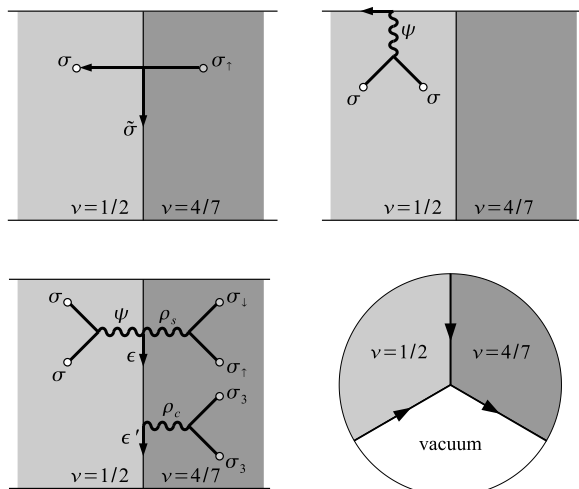 σ
σ↑
σ̃
ν=1/2
ν=4/7
ψ
σ
σ
ν=1/2
ν=4/7
σ
ψ
ρs
σ↓
σ
ϵ
σ↑
ρc
σ3
ϵ′
σ3
ν=1/2
ν=4/7
ν=1/2
ν=4/7
vacuum